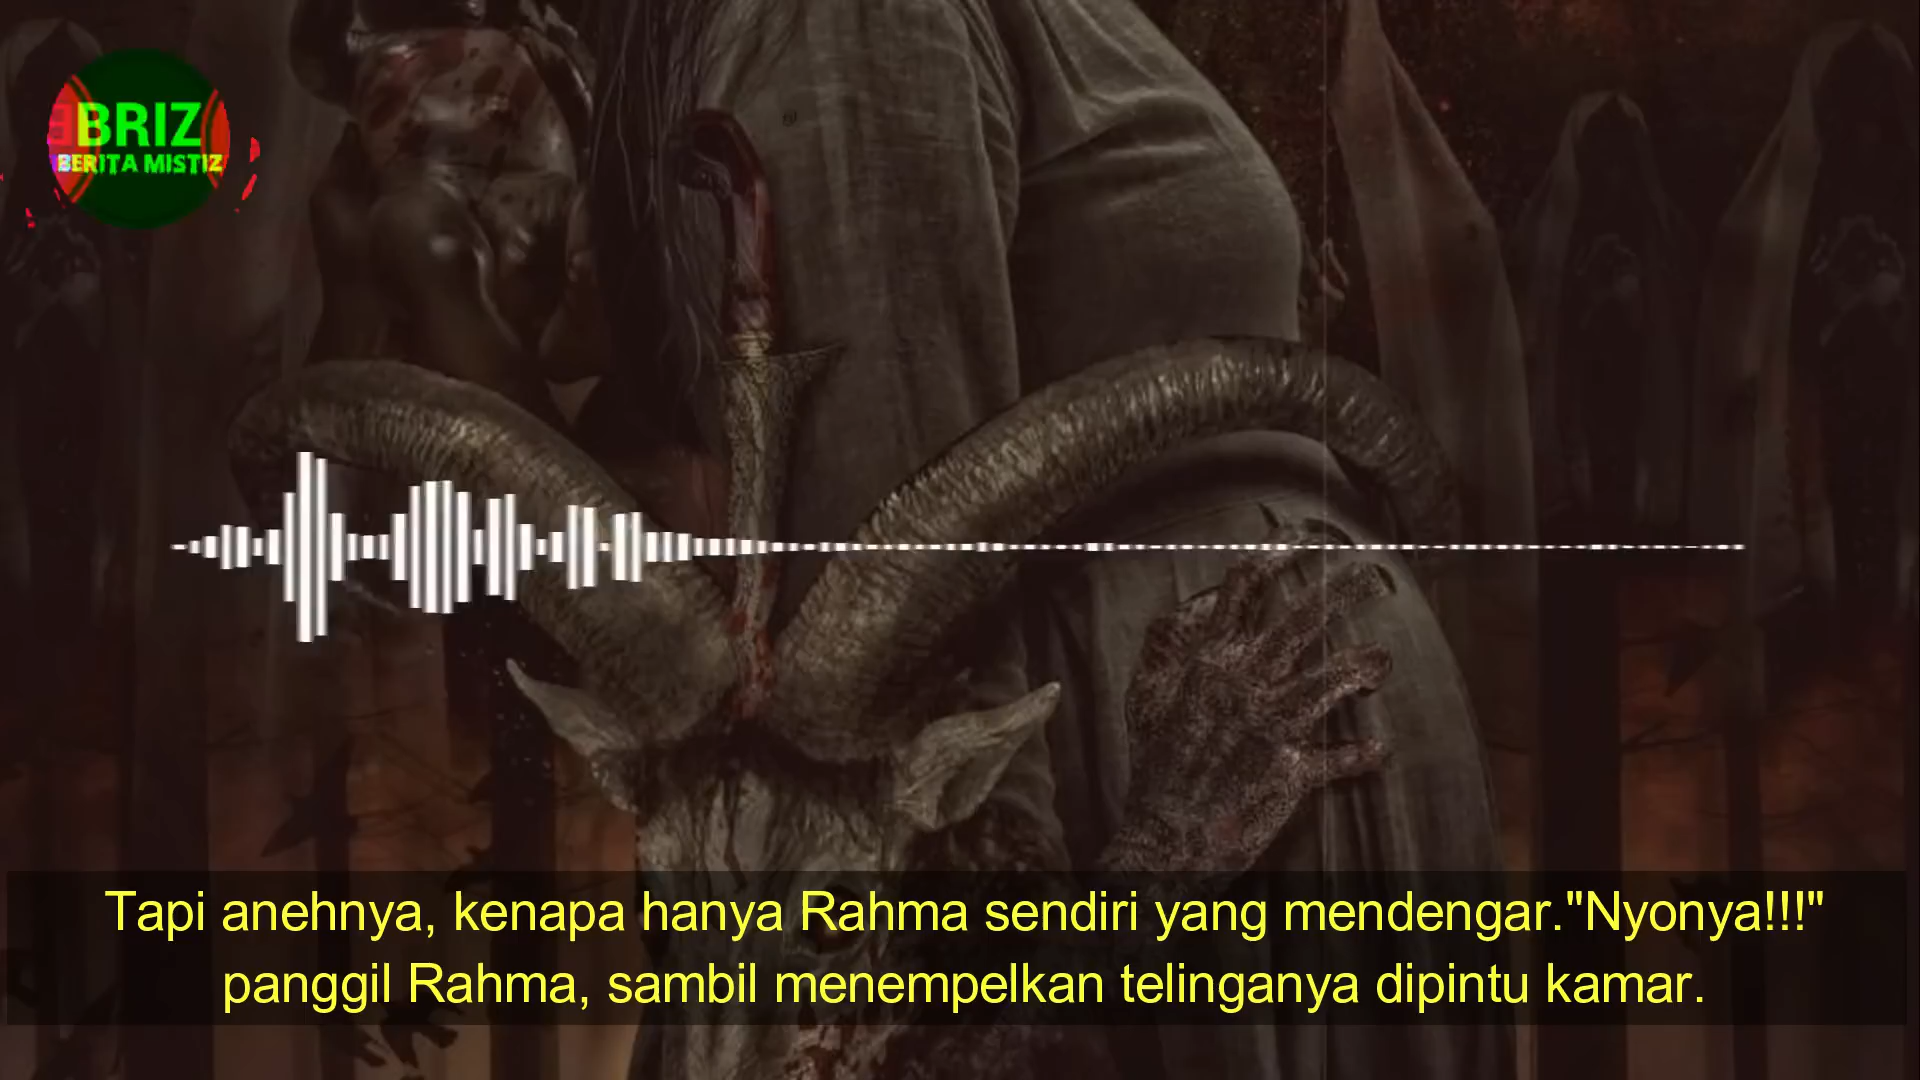 BRIZ
BERITA MISTIZ
Tapi anehnya, kenapa hanya Rahma sendiri yang mendengar."Nyonya!!!"
panggil Rahma, sambil menempelkan telinganya dipintu kamar.